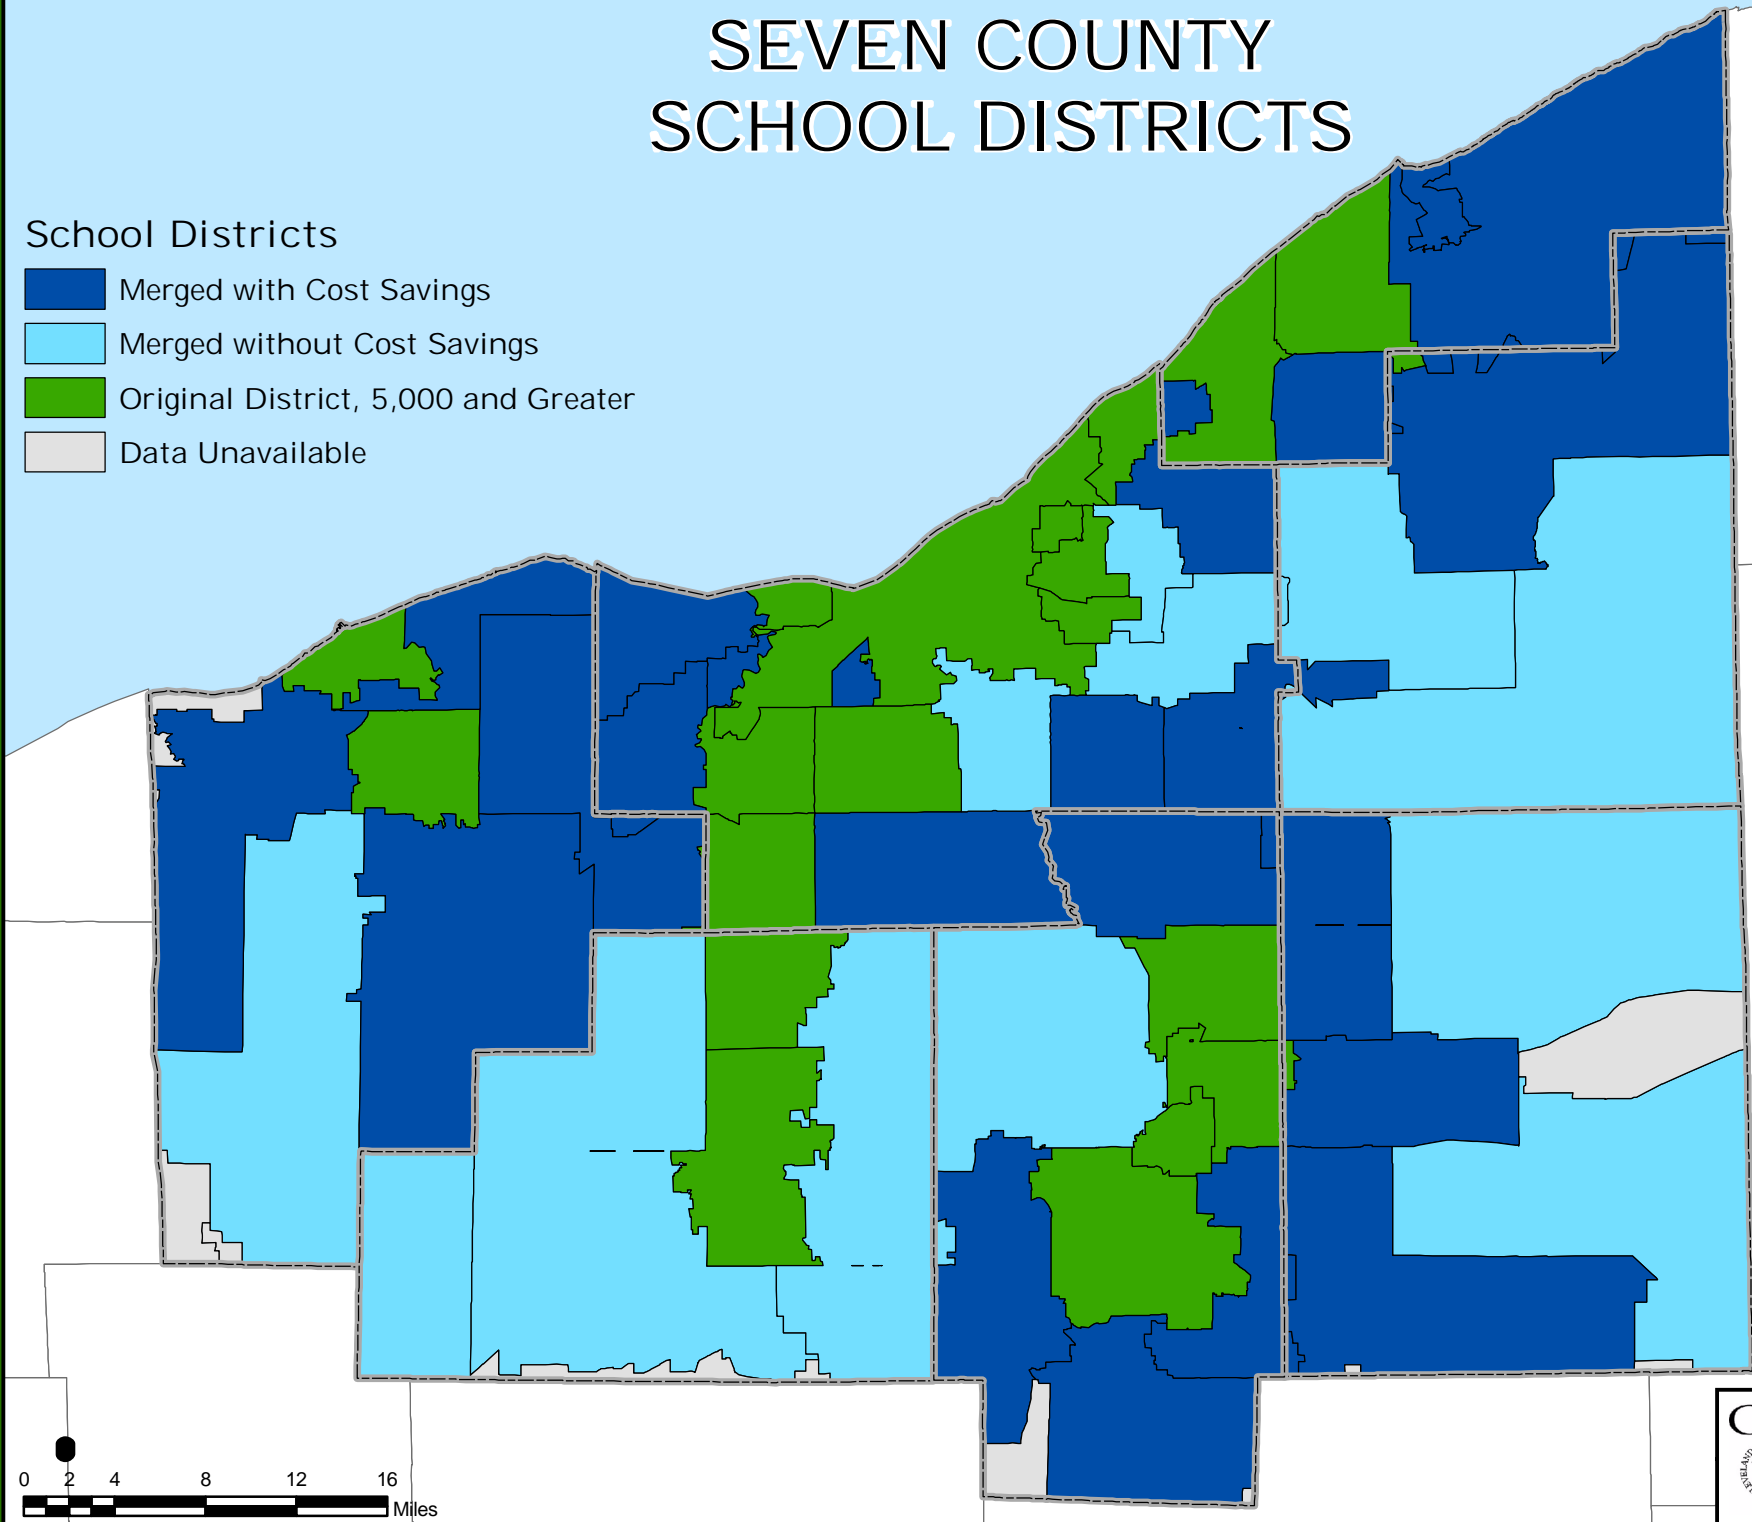 SEVEN COUNTY
SCHOOL DISTRICTS
School Districts
Merged with Cost Savings
Merged without Cost Savings
Original District, 5,000 and Greater
Data Unavailable
0 2 4 8 12 16
Miles